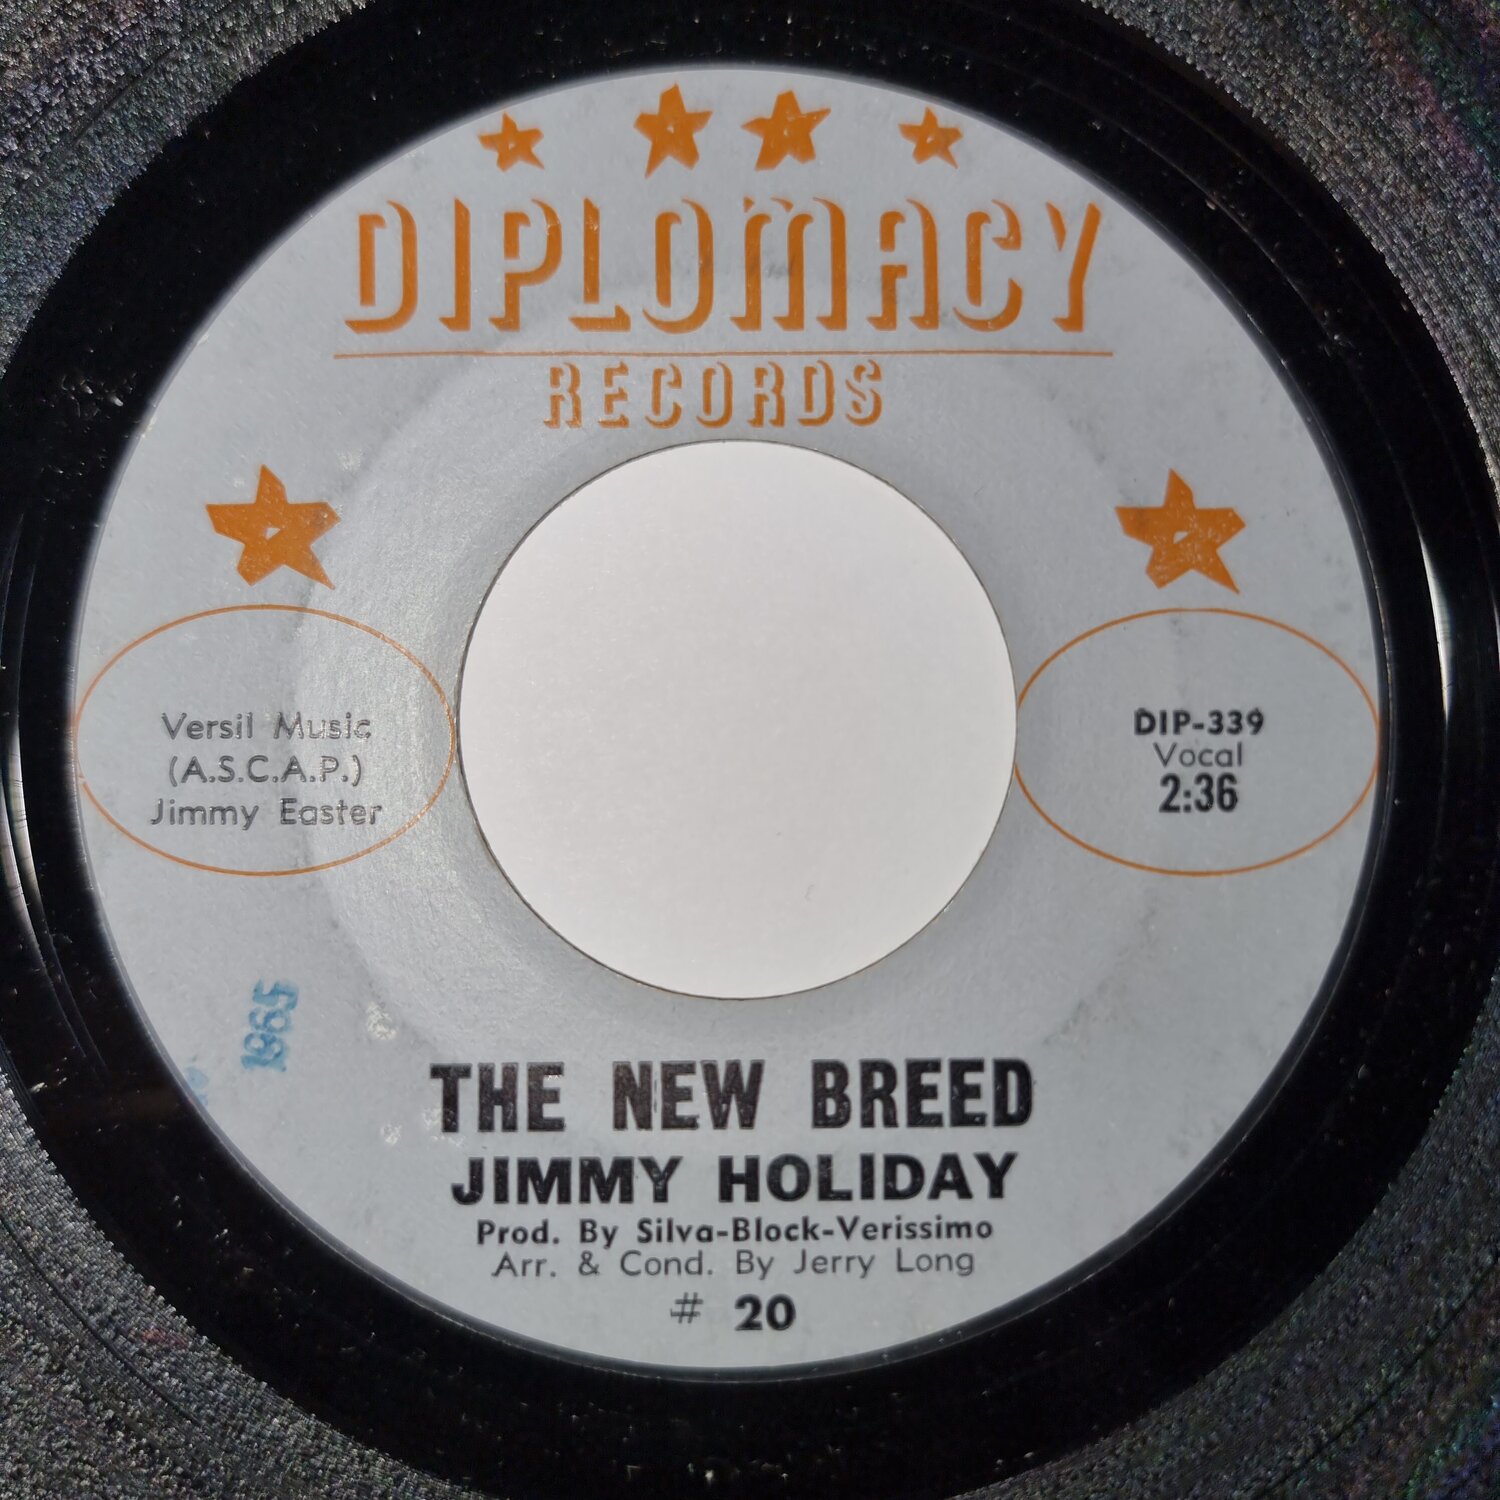 DIPLOMACY
RECORDS
Versil Music
(A.S.C.A.P.)
Jimmy Easter
DIP-339
Vocal
2:36
1965
THE NEW BREED
JIMMY HOLIDAY
Prod. By Silva-Block-Verissimo
Arr. & Cond. By Jerry Long
# 20